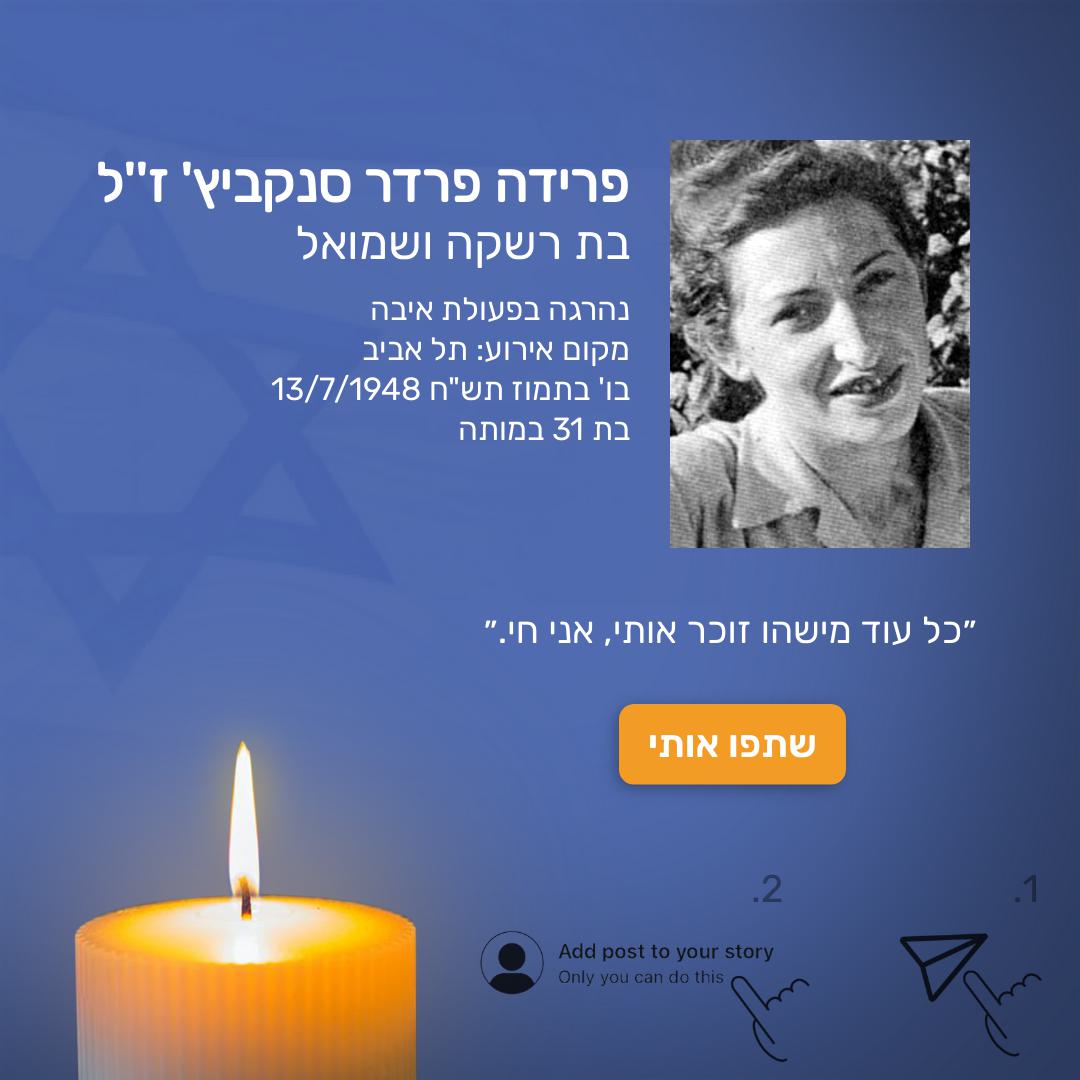 פרידה פרדר סנקביץ' ז''ל
בת רשקה ושמואל
נהרגה בפעולת איבה
מקום אירוע: תל אביב
בו' בתמוז תש"ח 13/7/1948
בת 31 במותה
״כל עוד מישהו זוכר אותי, אני חי.״
שתפו אותי
1.
2.
Add post to your story
Only you can do this